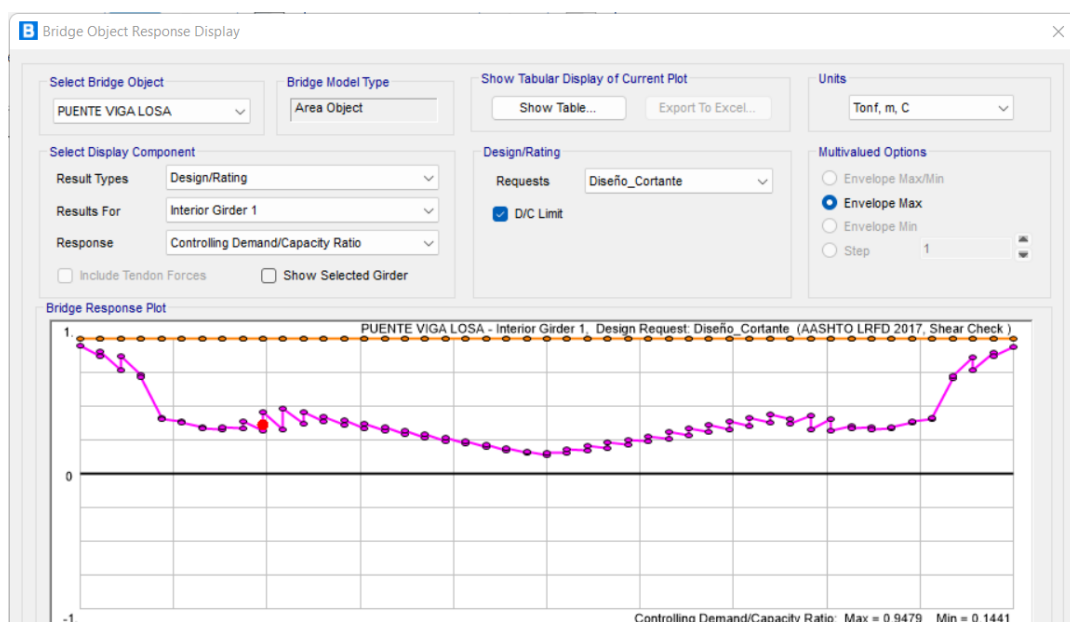 B Bridge Object Response Display
Select Bridge Object
PUENTE VIGA LOSA
Bridge Model Type
Area Object
Show Tabular Display of Current Plot
Show Table...
Export To Excel...
Units
Tonf, m, C
Select Display Component
Result Types
Design/Rating
Results For
Interior Girder 1
Response
Controlling Demand/Capacity Ratio
Include Tendon Forces
Show Selected Girder
Design/Rating
Requests
Diseño_Cortante
D/C Limit
Multivalued Options
Envelope Max/Min
Envelope Max
Envelope Min
Step
1
Bridge Response Plot
PUENTE VIGA LOSA - Interior Girder 1, Design Request: Diseño_Cortante (AASHTO LRFD 2017, Shear Check )
1.
0
-1.
Controlling Demand/Capacity Ratio: Max = 0.9479 Min = 0.1441